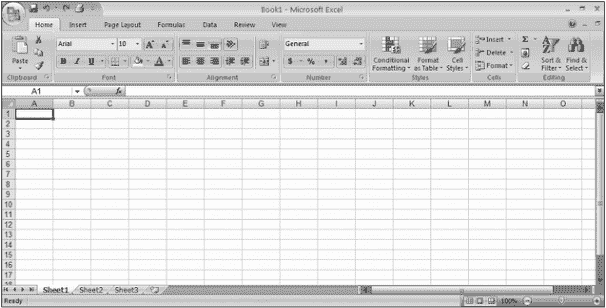 Book1 - Microsoft Excel
Home Insert Page Layout Formulas Data Review View
Paste
Arial 10 A A
B I U A
General
$ % ,
Conditional Formatting
Format as Table
Cell Styles
Insert
Delete
Format
Σ
Sort & Filter
Find & Select
Clipboard Font Alignment Number Styles Cells Editing
A1 fx
A B C D E F G H I J K L M N O
1
2
3
4
5
6
7
8
9
10
11
12
13
14
15
16
17
18
Sheet1 Sheet2 Sheet3
Ready 100%